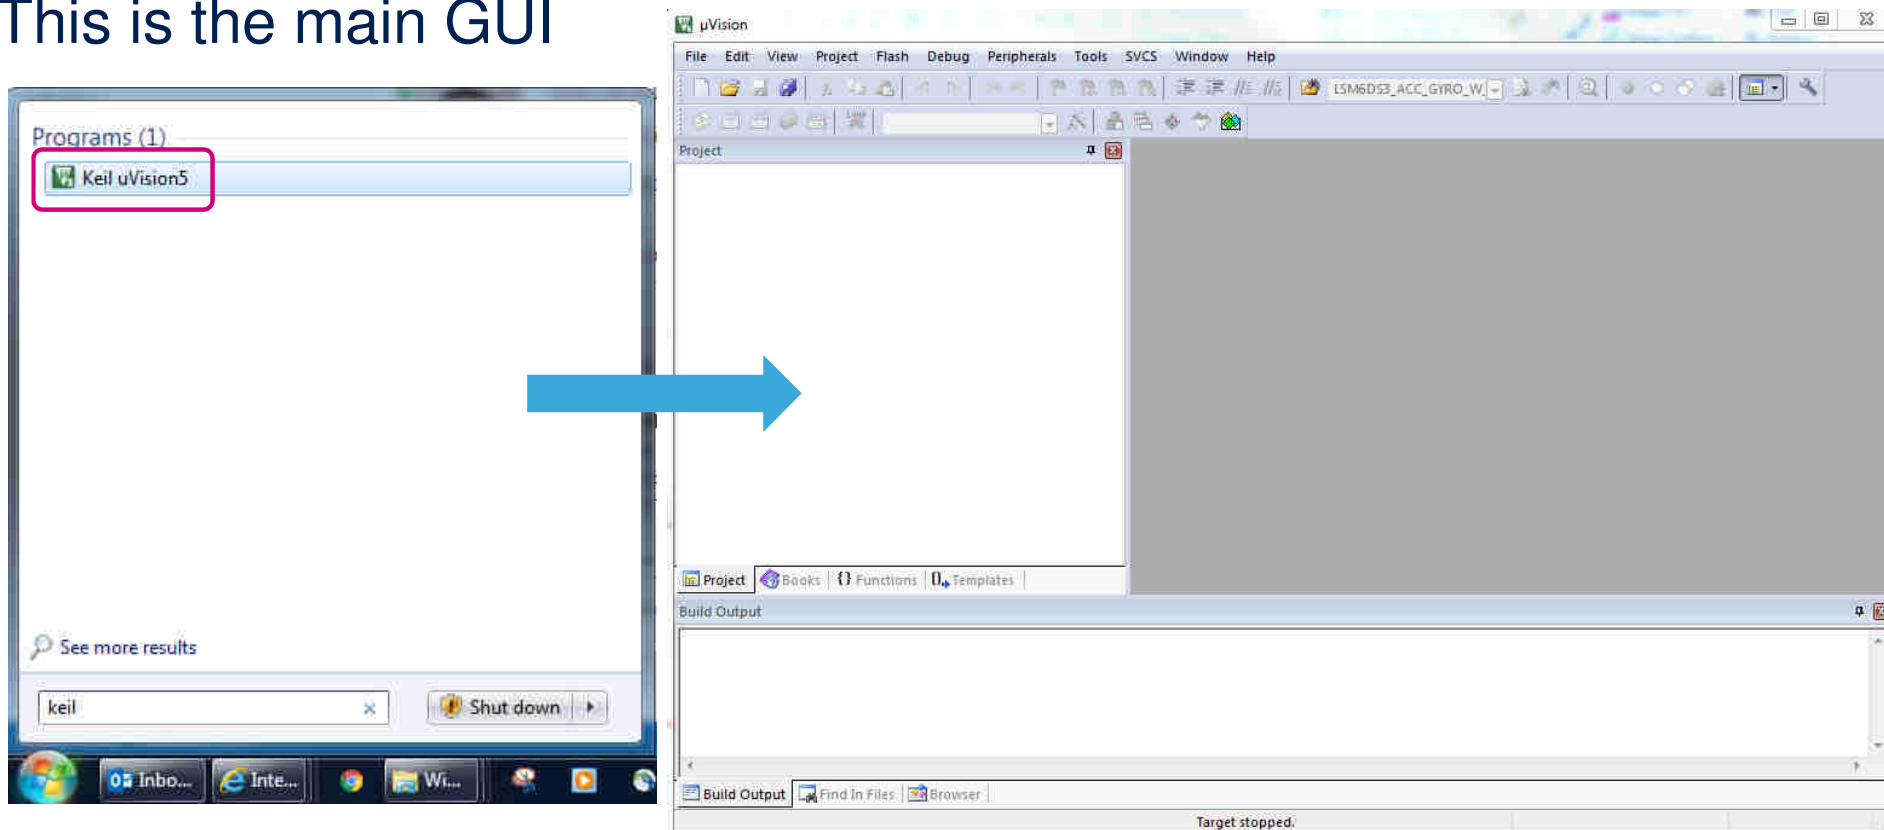 This is the main GUI
Programs (1)
Keil uVision5
See more results
keil
Shut down
Inbo...
Inte...
Wi...
µVision
File Edit View Project Flash Debug Peripherals Tools SVCS Window Help
LSM6DS3_ACC_GYRO_W
Project
Project Books {} Functions Templates
Build Output
Build Output Find In Files Browser
Target stopped.